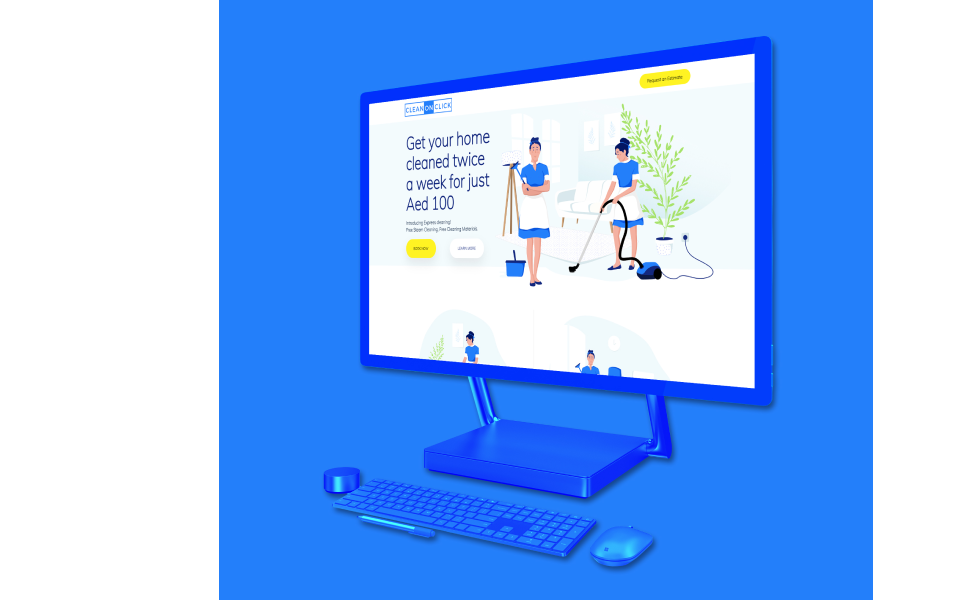 Request an Estimate
CLEAN ON CLICK
Get your home
cleaned twice
a week for just
Aed 100
Introducing Express cleaning!
Free Steam Cleaning, Free Cleaning Materials
BOOK NOW
LEARN MORE